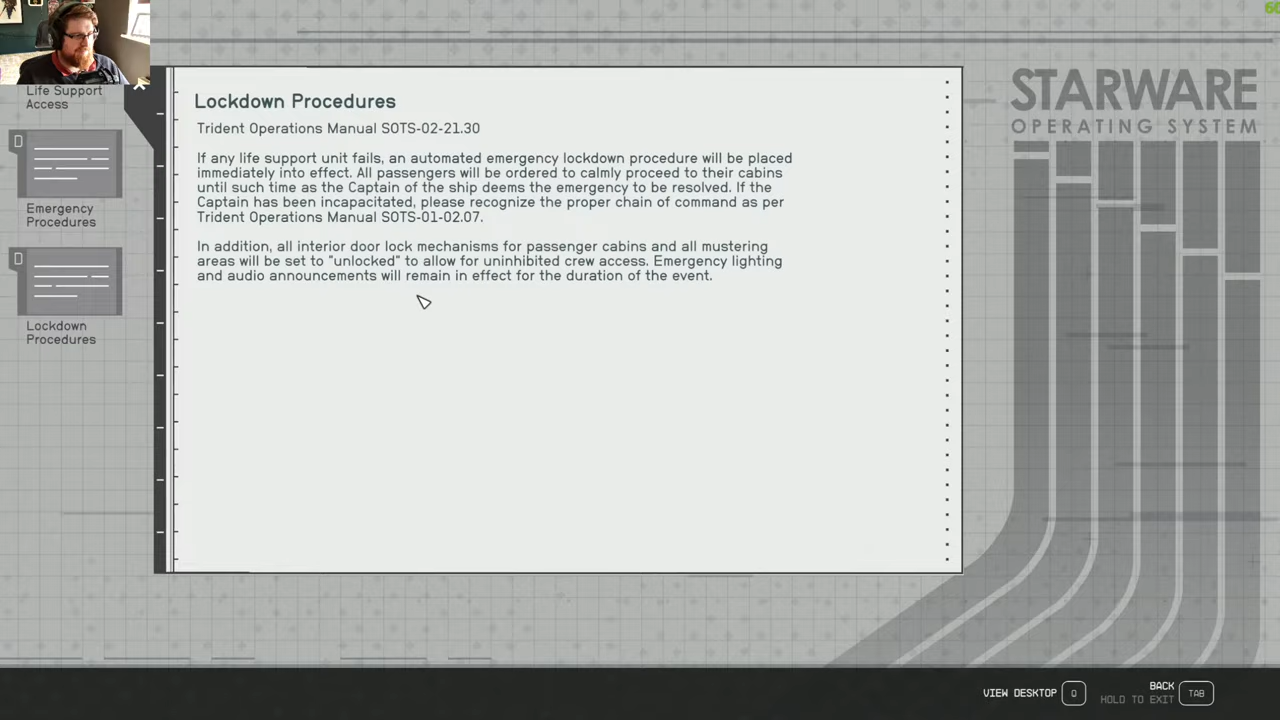 60
Life Support
Access
Emergency
Procedures
Lockdown
Procedures
Lockdown Procedures
Trident Operations Manual SOTS-02-21.30
If any life support unit fails, an automated emergency lockdown procedure will be placed
immediately into effect. All passengers will be ordered to calmly proceed to their cabins
until such time as the Captain of the ship deems the emergency to be resolved. If the
Captain has been incapacitated, please recognize the proper chain of command as per
Trident Operations Manual SOTS-01-02.07.
In addition, all interior door lock mechanisms for passenger cabins and all mustering
areas will be set to "unlocked" to allow for uninhibited crew access. Emergency lighting
and audio announcements will remain in effect for the duration of the event.
STARWARE
OPERATING SYSTEM
VIEW DESKTOP Q
BACK
HOLD TO EXIT TAB